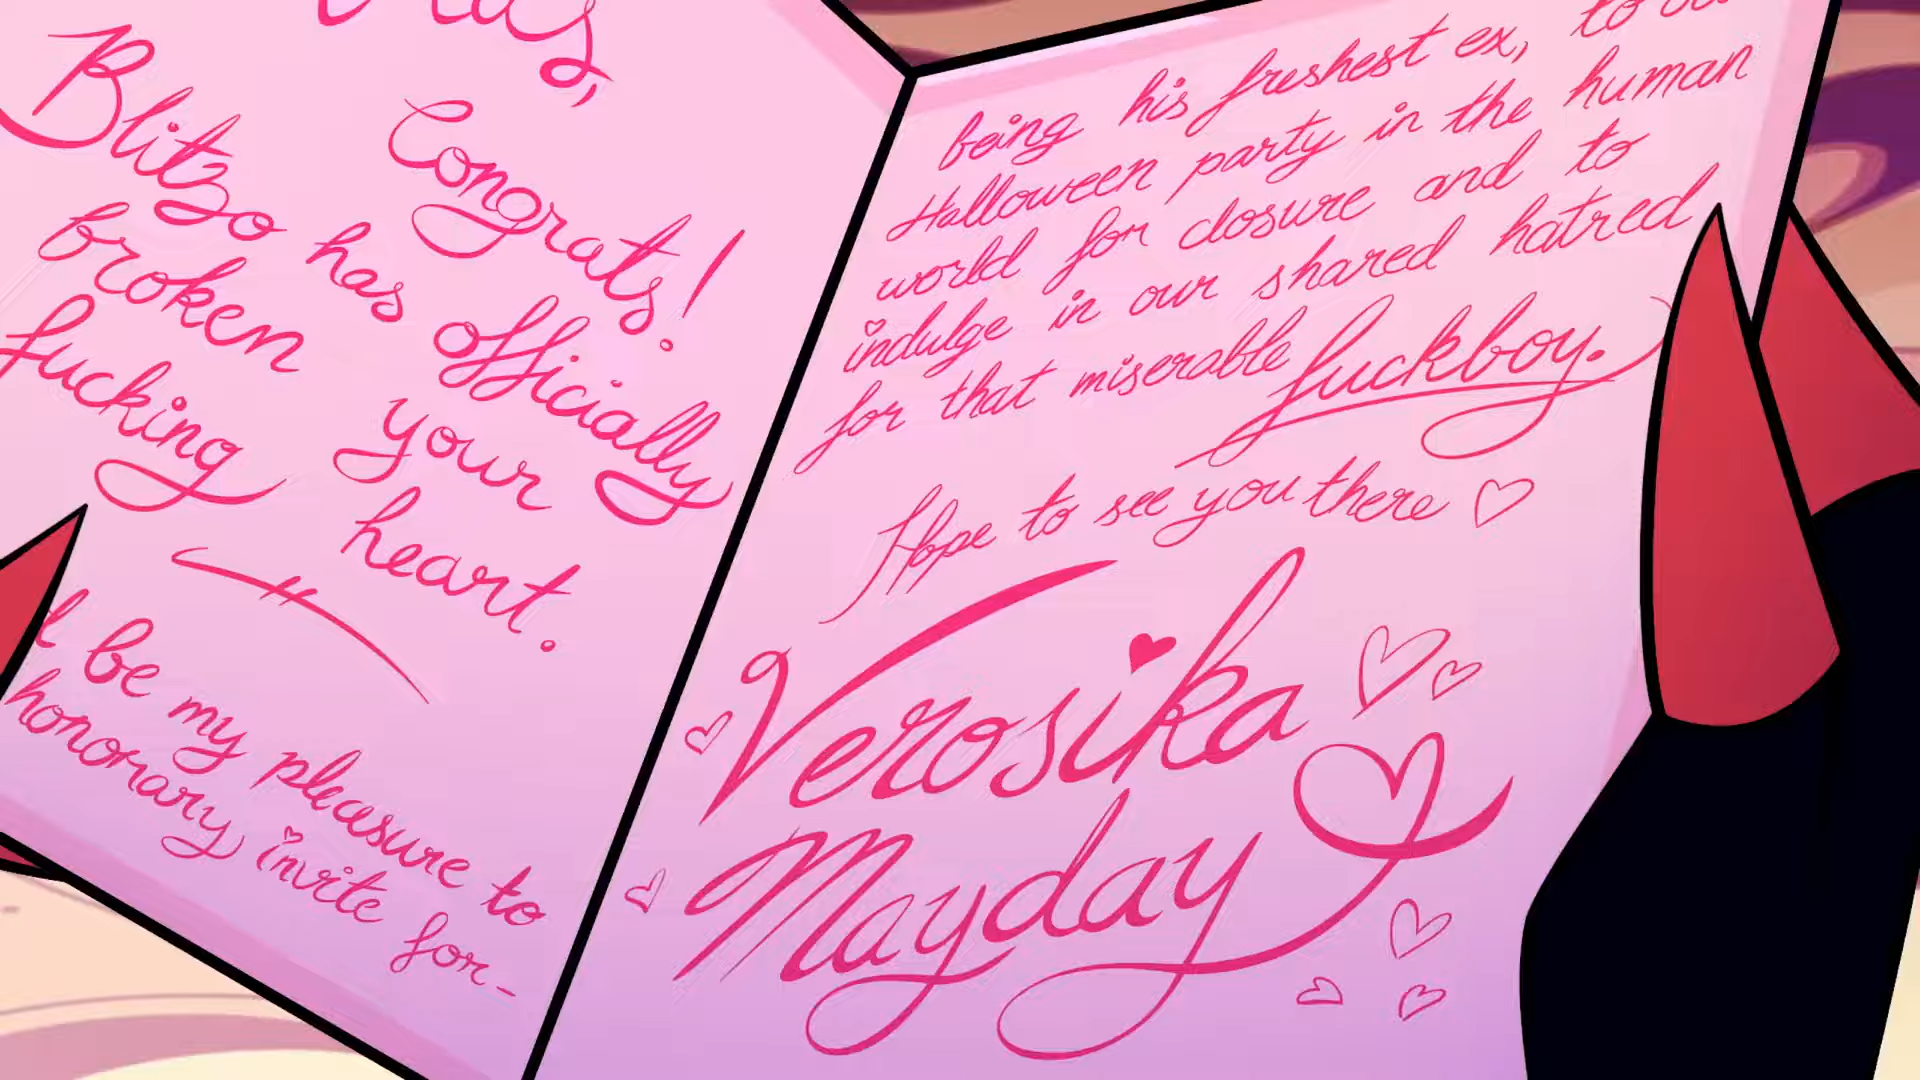 Congrats!
Blitzo has officially
broken your
fucking heart.
be my pleasure to
honorary invite for-
being his freshest ex,
Halloween party in the human
world for closure and to
indulge in our shared hatred
for that miserable fuckboy.
Hope to see you there
Verosika
Mayday